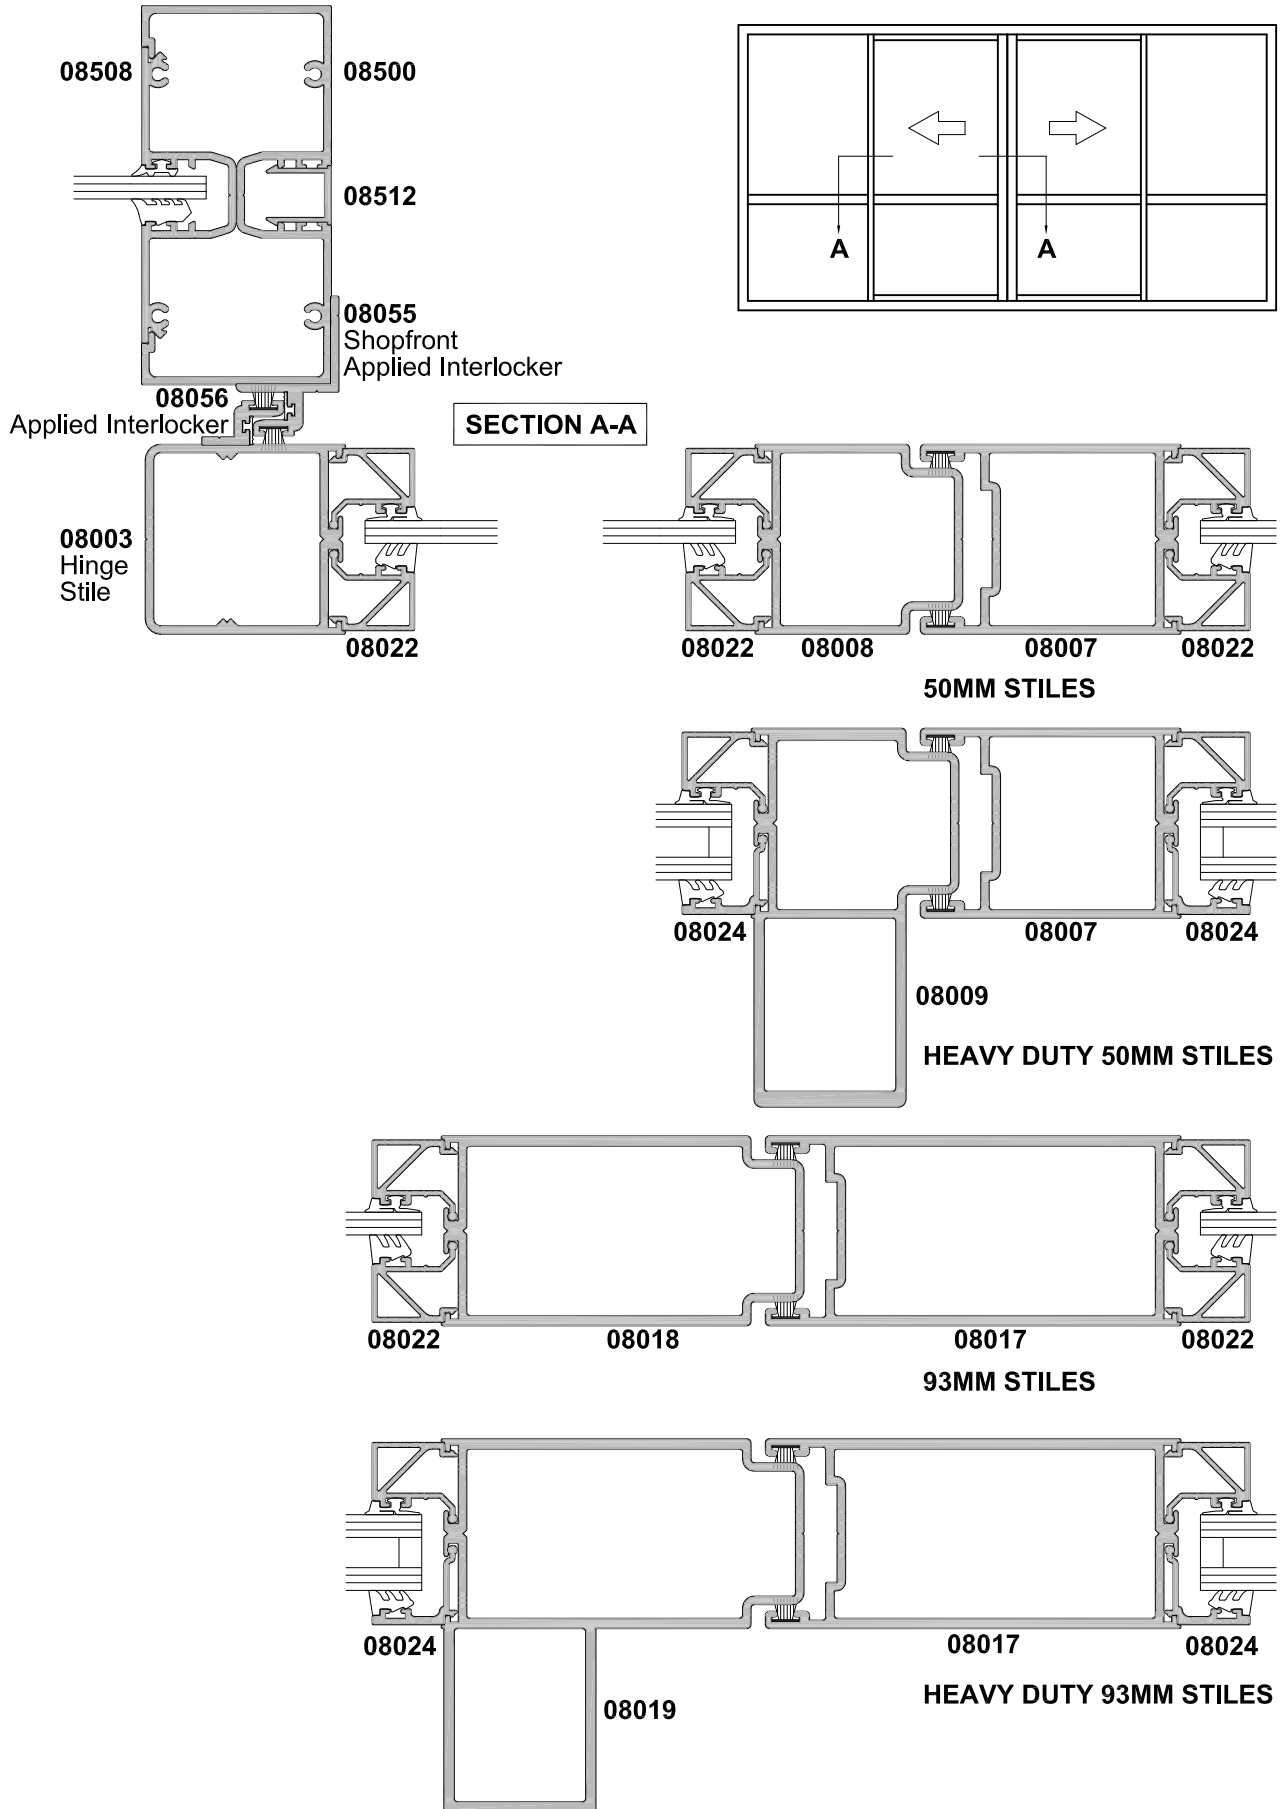 08508
08500
08512
A
A
08055
Shopfront
Applied Interlocker
08056
Applied Interlocker
SECTION A-A
08003
Hinge
Stile
08022
08022
08008
08007
08022
50MM STILES
08024
08007
08024
08009
HEAVY DUTY 50MM STILES
08022
08018
08017
08022
93MM STILES
08024
08017
08024
HEAVY DUTY 93MM STILES
08019